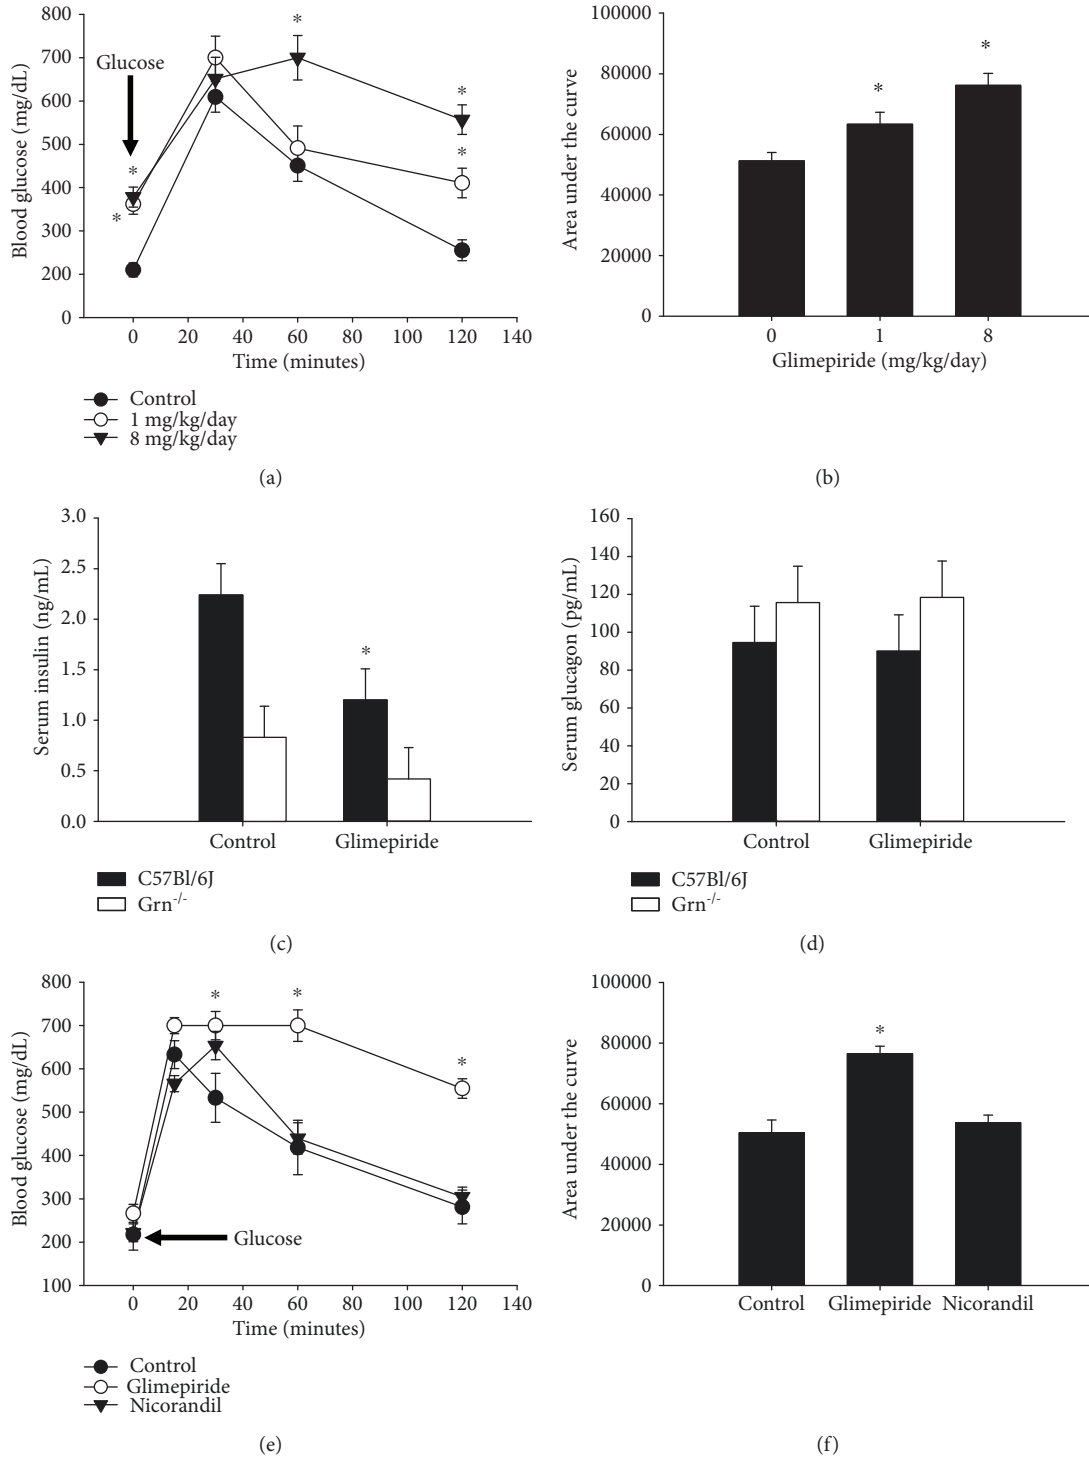 800
700
600
500
400
300
200
0
Blood glucose (mg/dL)
Glucose
*
*
*
*
*
0 20 40 60 80 100 120 140
Time (minutes)
Control
1 mg/kg/day
8 mg/kg/day
(a)
100000
80000
60000
40000
20000
0
Area under the curve
*
*
0 1 8
Glimepiride (mg/kg/day)
(b)
3.0
2.5
2.0
1.5
1.0
0.5
0.0
Serum insulin (ng/mL)
*
Control Glimepiride
C57Bl/6J
Grn-/-
(c)
160
140
120
100
80
60
40
20
0
Serum glucagon (pg/mL)
Control Glimepiride
C57Bl/6J
Grn-/-
(d)
800
700
600
500
400
300
200
100
Blood glucose (mg/dL)
*
*
*
Glucose
0 20 40 60 80 100 120 140
Time (minutes)
Control
Glimepiride
Nicorandil
(e)
100000
80000
60000
40000
20000
0
Area under the curve
*
Control Glimepiride Nicorandil
(f)